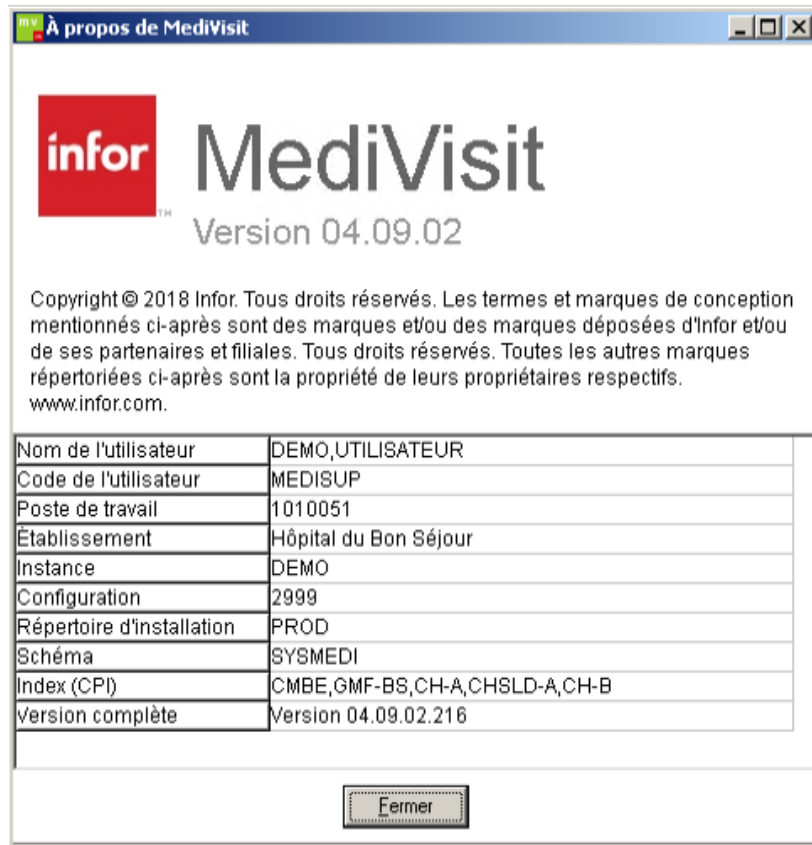 À propos de MediVisit
infor
MediVisit
TM
Version 04.09.02
Copyright © 2018 Infor. Tous droits réservés. Les termes et marques de conception
mentionnés ci-après sont des marques et/ou des marques déposées d'Infor et/ou
de ses partenaires et filiales. Tous droits réservés. Toutes les autres marques
répertoriées ci-après sont la propriété de leurs propriétaires respectifs.
www.infor.com.
Nom de l'utilisateur DEMO,UTILISATEUR
Code de l'utilisateur MEDISUP
Poste de travail 1010051
Établissement Hôpital du Bon Séjour
Instance DEMO
Configuration 2999
Répertoire d'installation PROD
Schéma SYSMEDI
Index (CPI) CMBE,GMF-BS,CH-A,CHSLD-A,CH-B
Version complète Version 04.09.02.216
Fermer